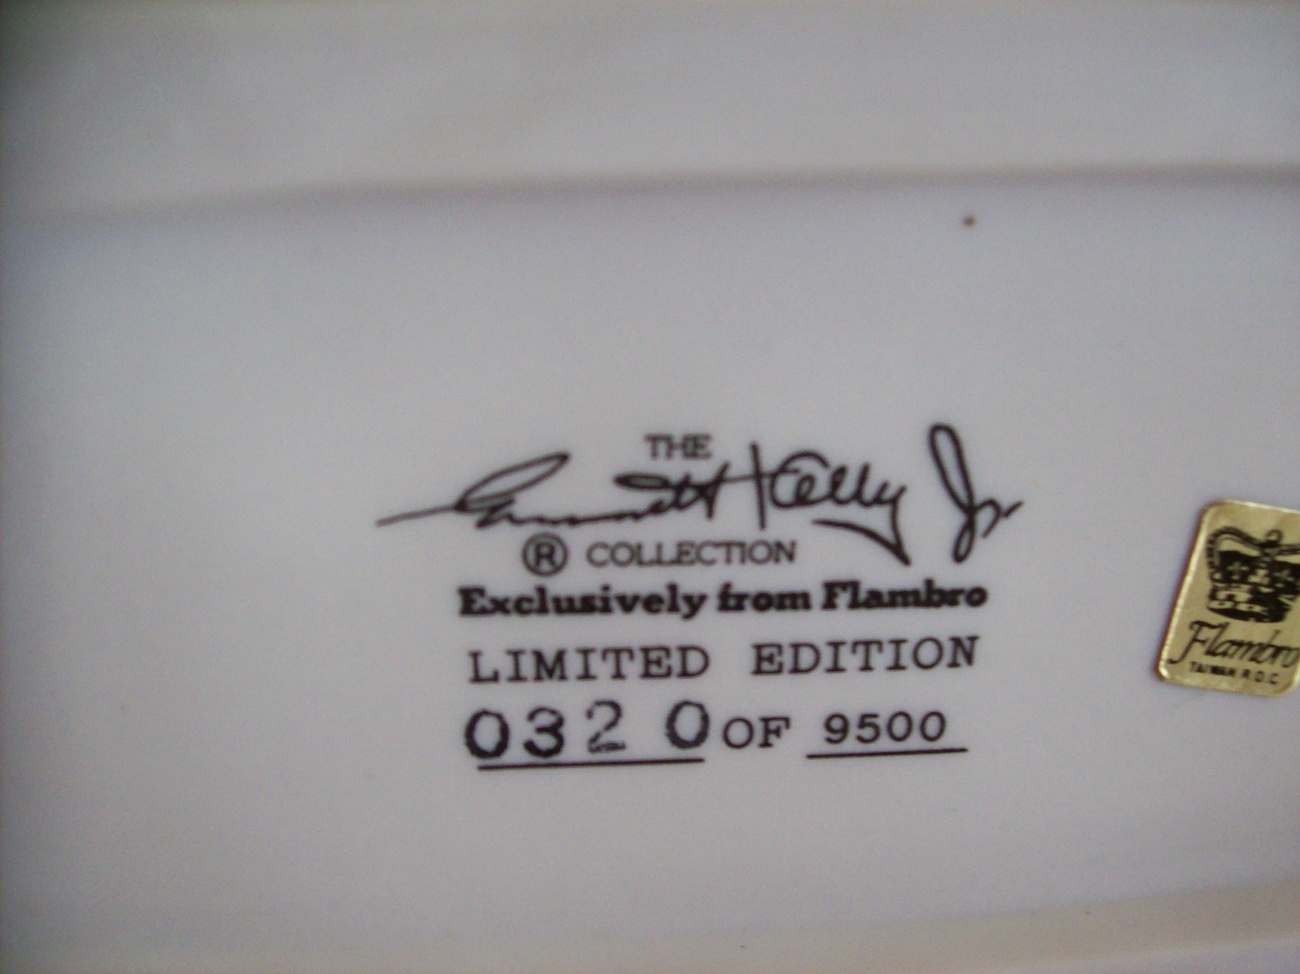 THE
Emmett Kelly Jr.
® COLLECTION
Exclusively from Flambro
LIMITED EDITION
0320 OF 9500
Flambro
TAIWAN R.O.C